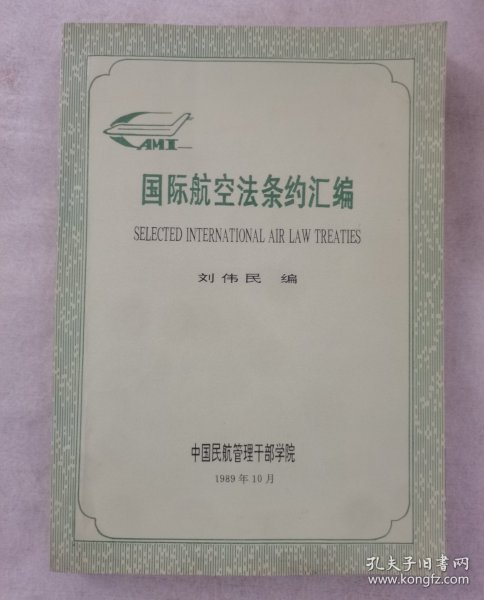 CAMI
国际航空法条约汇编
SELECTED INTERNATIONAL AIR LAW TREATIES
刘伟民 编
中国民航管理干部学院
1989年10月
孔夫子旧书网
www.kongfz.com